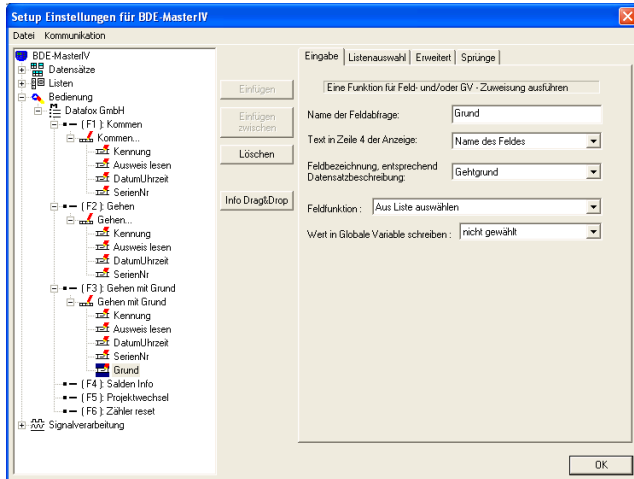 Setup Einstellungen für BDE-MasterIV
Datei Kommunikation
BDE-MasterIV
Datensätze
Listen
Bedienung
Datafox GmbH
( F1 ): Kommen
Kommen...
Kennung
Ausweis lesen
DatumUhrzeit
SerienNr
( F2 ): Gehen
Gehen...
Kennung
Ausweis lesen
DatumUhrzeit
SerienNr
( F3 ): Gehen mit Grund
Gehen mit Grund
Kennung
Ausweis lesen
DatumUhrzeit
SerienNr
Grund
( F4 ): Salden Info
( F5 ): Projektwechsel
( F6 ): Zähler reset
Signalverarbeitung
Einfügen
Einfügen
zwischen
Löschen
Info Drag&Drop
Eingabe Listenauswahl Erweitert Sprünge
Eine Funktion für Feld- und/oder GV - Zuweisung ausführen
Name der Feldabfrage: Grund
Text in Zeile 4 der Anzeige: Name des Feldes
Feldbezeichnung, entsprechend
Datensatzbeschreibung: Gehtgrund
Feldfunktion : Aus Liste auswählen
Wert in Globale Variable schreiben : nicht gewählt
OK